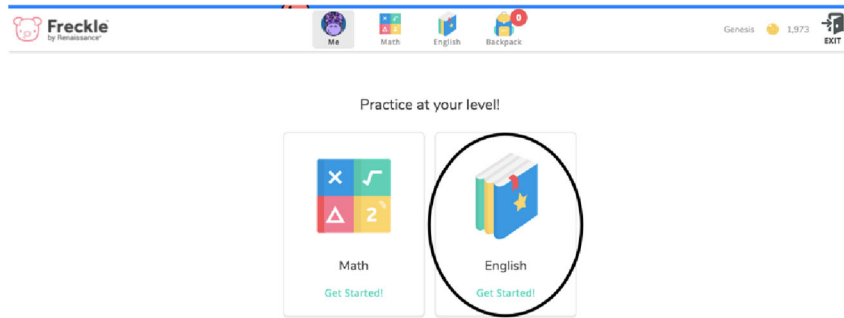 Freckle
by Renaissance
Me
Math
English
Backpack
0
Genesis
1,973
EXIT
Practice at your level!
Math
Get Started!
English
Get Started!